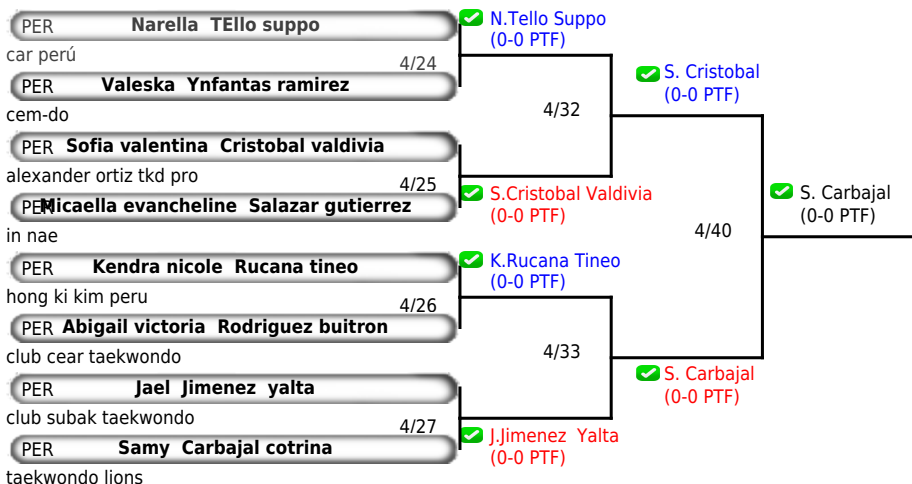 PER Narella TEllo suppo
car perú
4/24
PER Valeska Ynfantas ramirez
cem-do
PER Sofia valentina Cristobal valdivia
alexander ortiz tkd pro
4/25
PER Micaella evancheline Salazar gutierrez
in nae
PER Kendra nicole Rucana tineo
hong ki kim peru
4/26
PER Abigail victoria Rodriguez buitron
club cear taekwondo
PER Jael Jimenez yalta
club subak taekwondo
4/27
PER Samy Carbajal cotrina
taekwondo lions
N.Tello Suppo
(0-0 PTF)
4/32
S.Cristobal Valdivia
(0-0 PTF)
K.Rucana Tineo
(0-0 PTF)
4/33
J.Jimenez Yalta
(0-0 PTF)
S. Cristobal
(0-0 PTF)
4/40
S. Carbajal
(0-0 PTF)
S. Carbajal
(0-0 PTF)